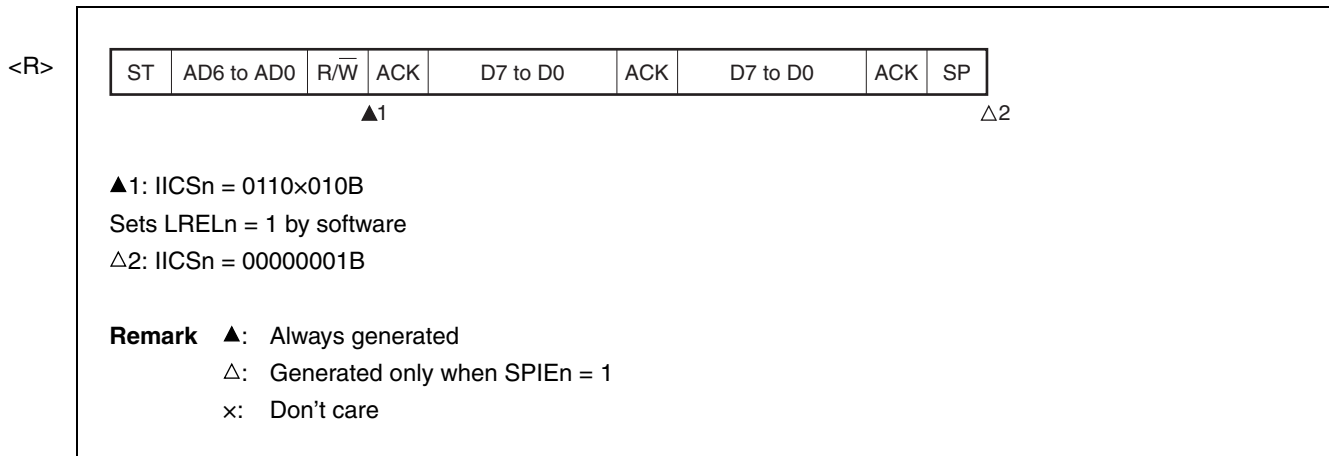 <R>
ST AD6 to AD0 R/W̅ ACK D7 to D0 ACK D7 to D0 ACK SP
▲1 △2
▲1: IICSn = 0110×010B
Sets LRELn = 1 by software
△2: IICSn = 00000001B
Remark ▲: Always generated
△: Generated only when SPIEn = 1
×: Don't care